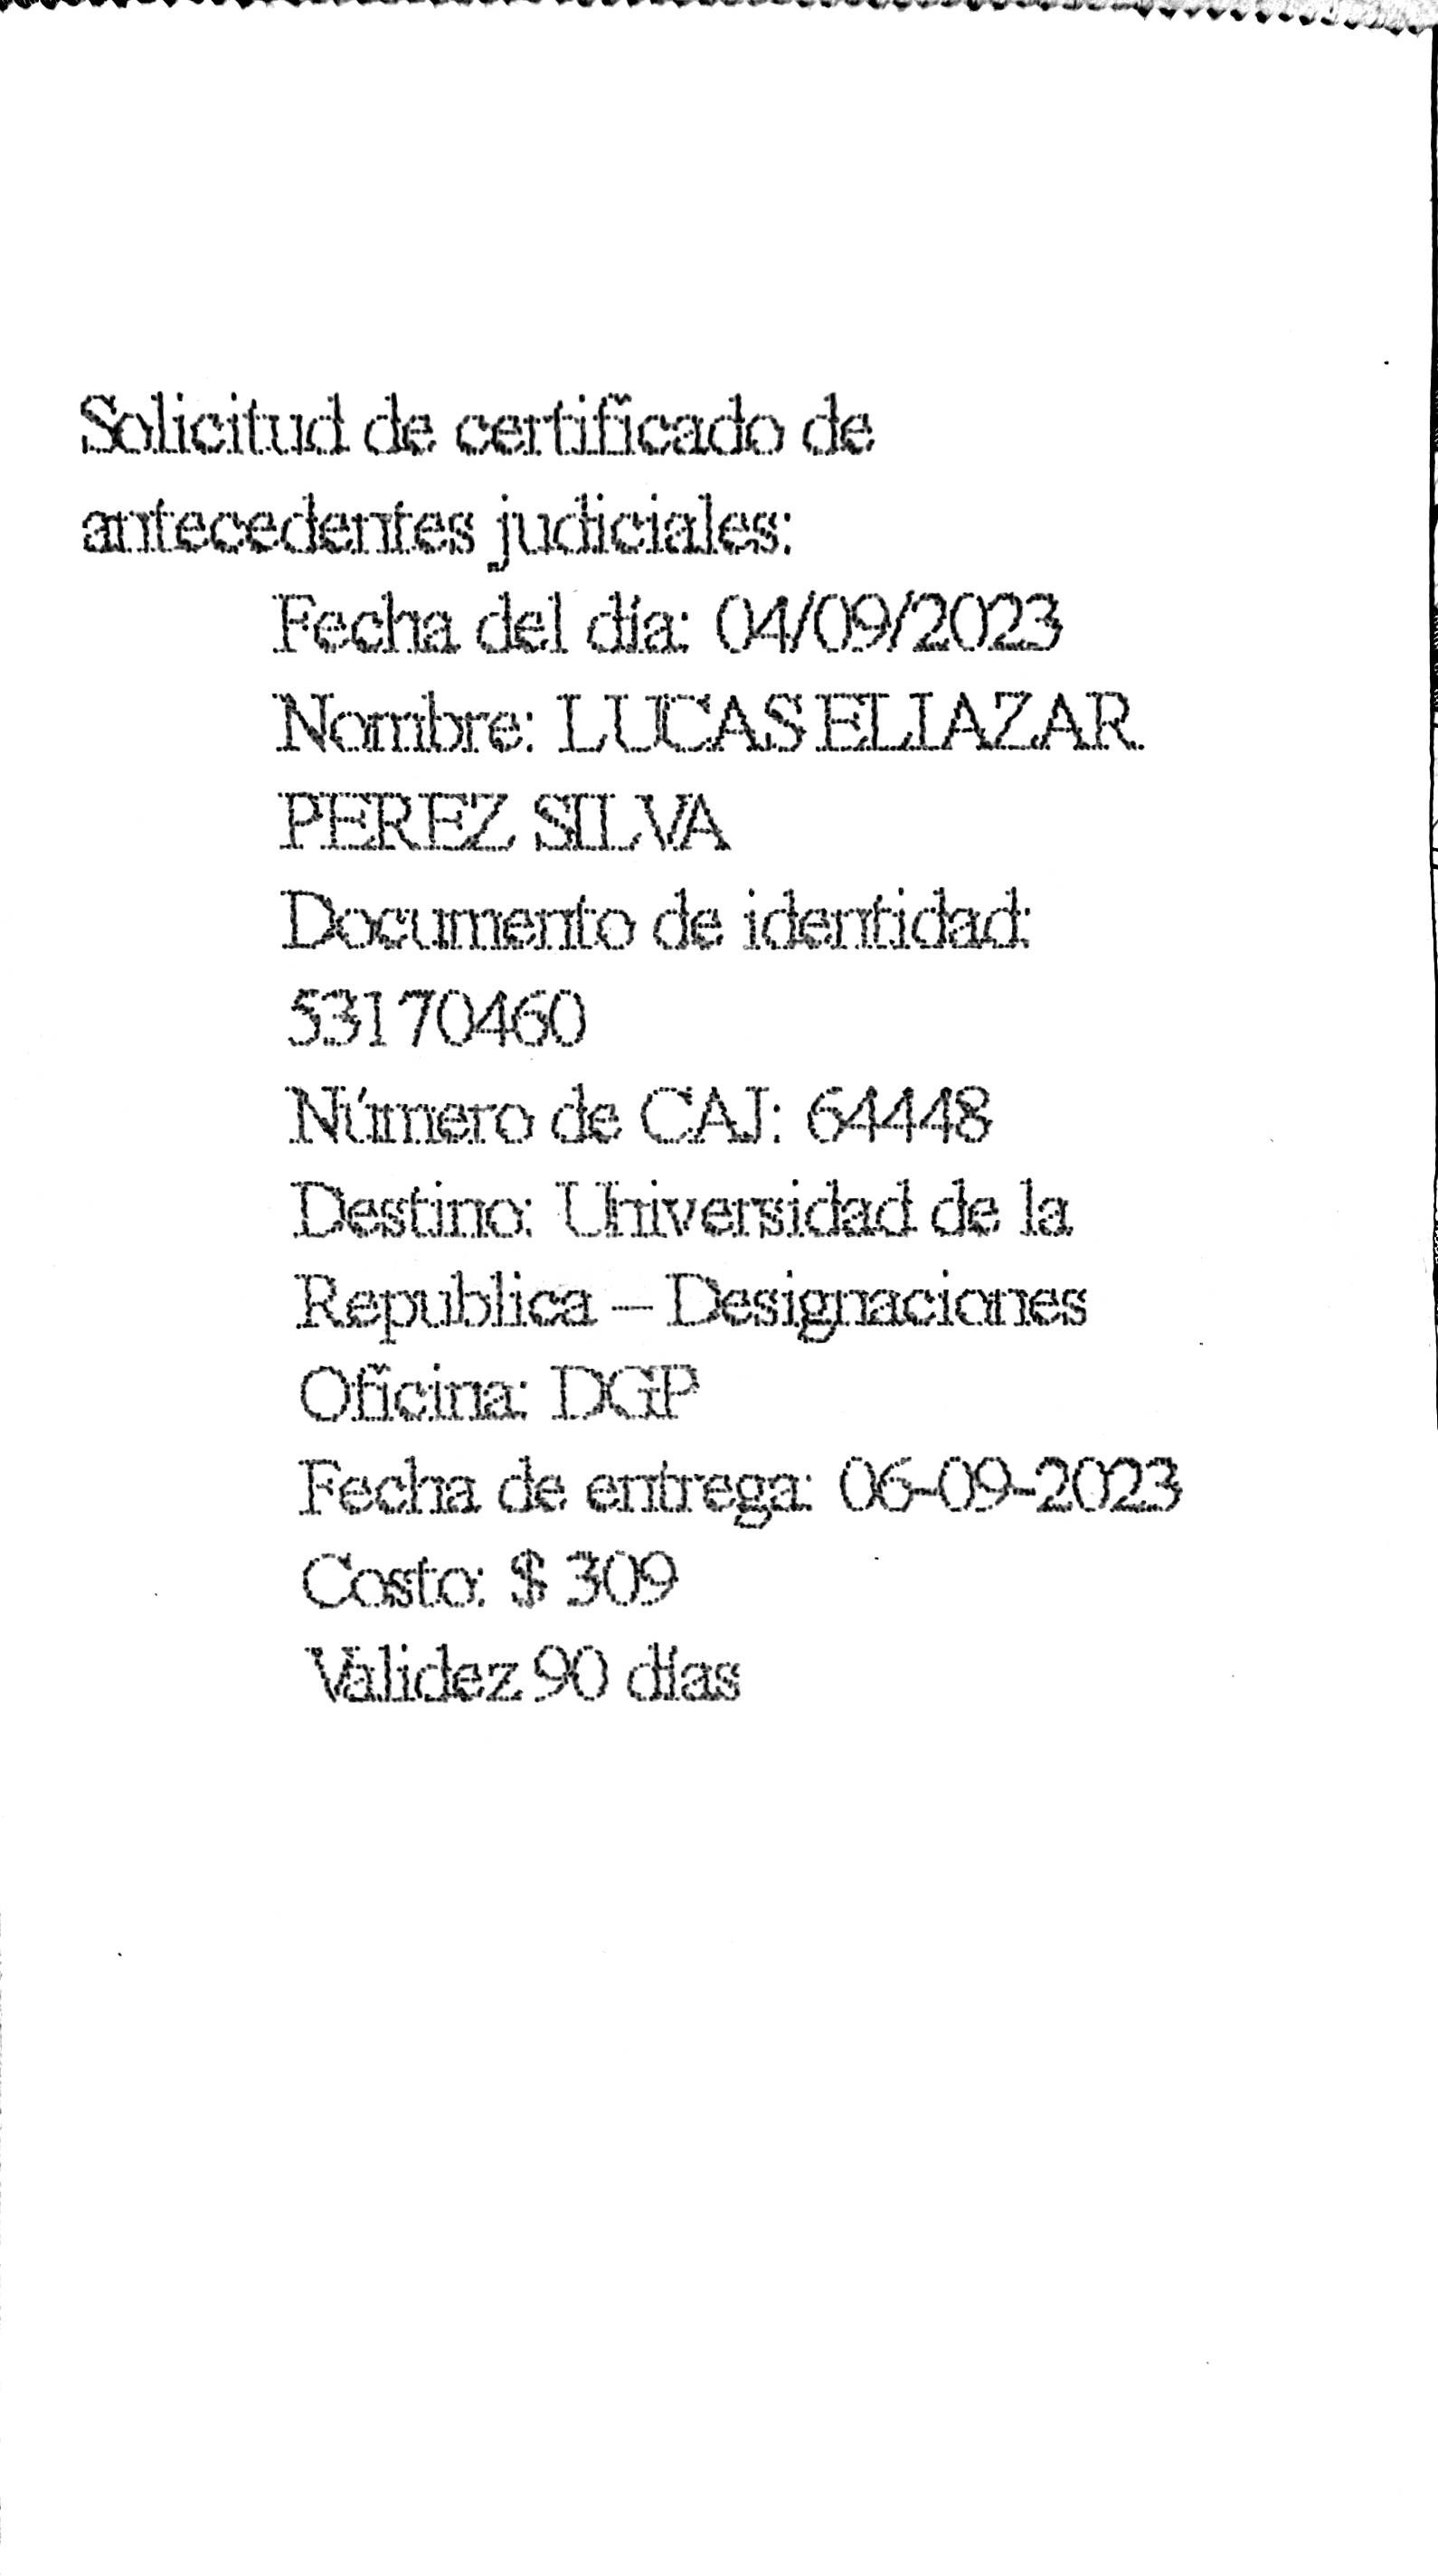 Solicitud de certificado de
antecedentes judiciales:
Fecha del día: 04/09/2023
Nombre: LUCAS ELIAZAR
PEREZ SILVA
Documento de identidad:
53170460
Número de CAJ: 64448
Destino: Universidad de la
Republica – Designaciones
Oficina: DGP
Fecha de entrega: 06-09-2023
Costo: $ 309
Validez 90 días